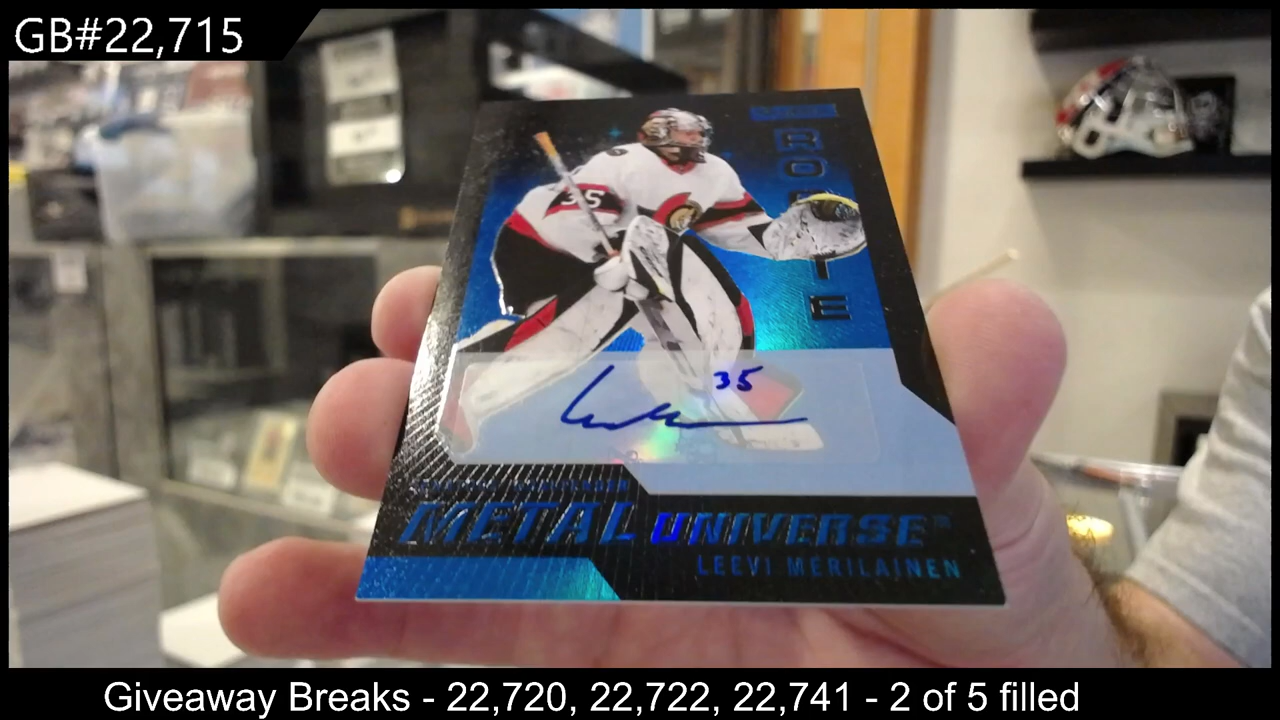 GB#22,715
ROOKIE
35
35
METAL UNIVERSE
LEEVI MERILAINEN
Giveaway Breaks - 22,720, 22,722, 22,741 - 2 of 5 filled